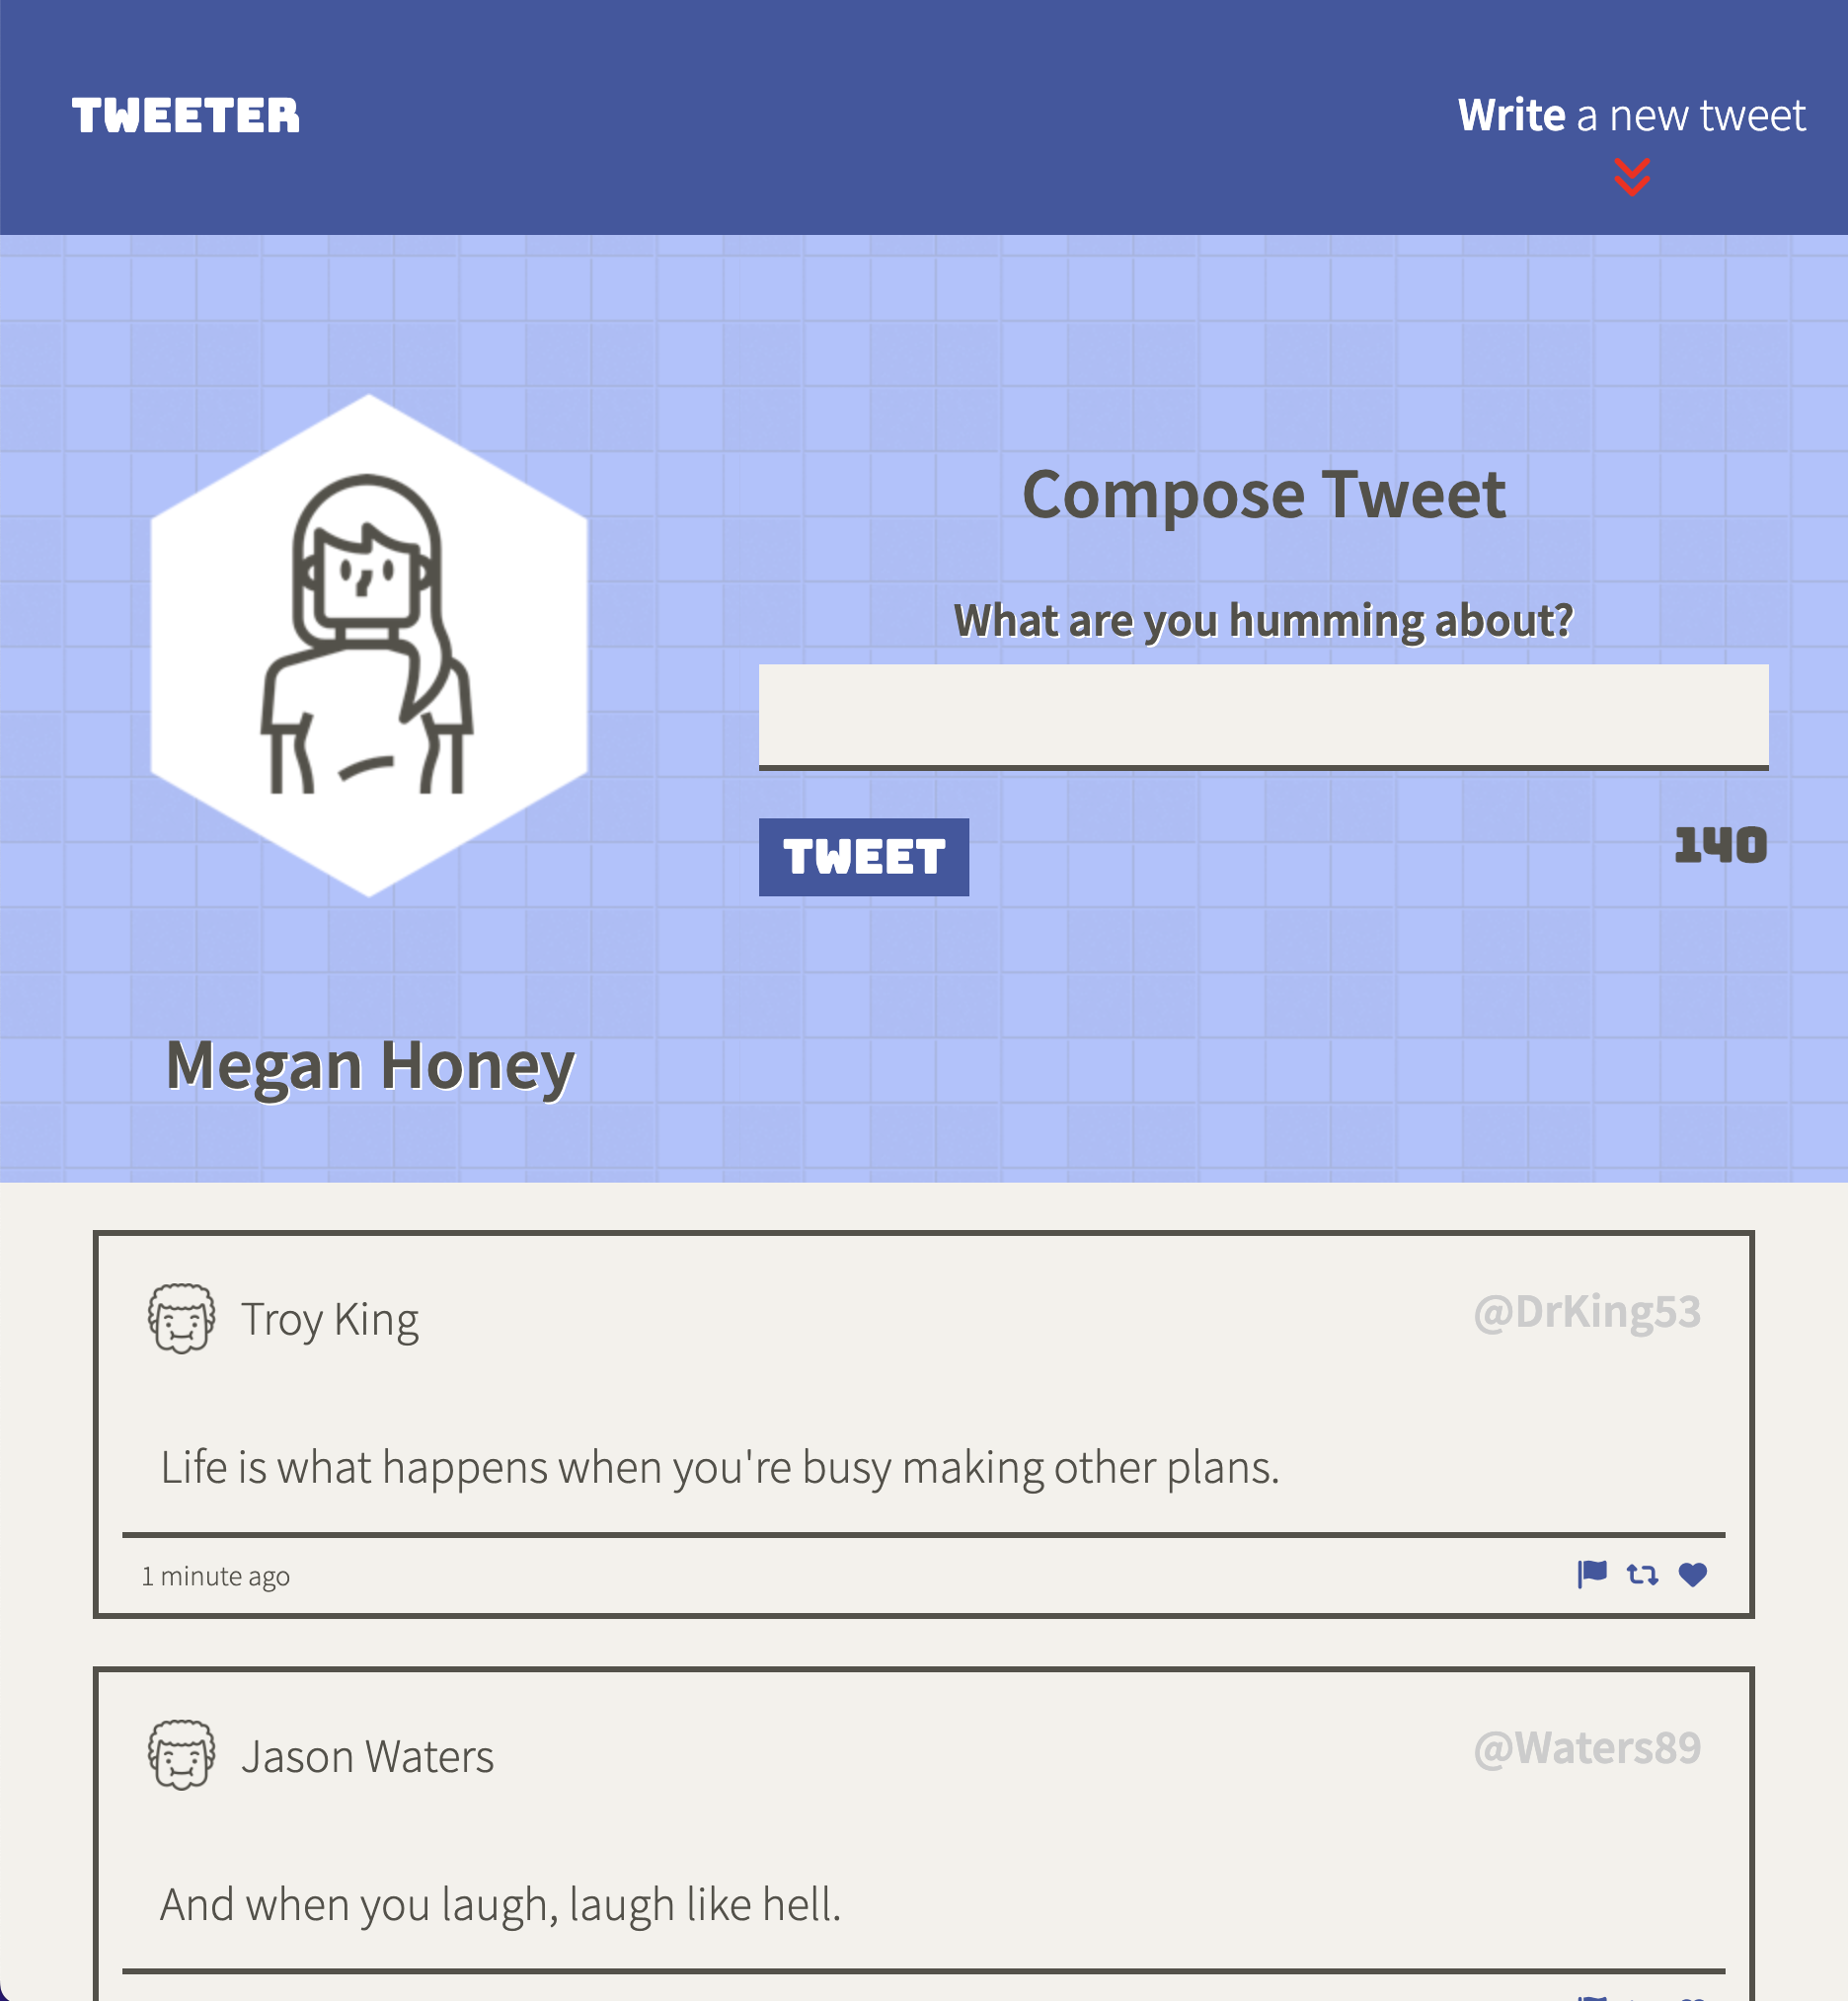 TWEETER
Write a new tweet
Compose Tweet
What are you humming about?
TWEET
140
Megan Honey
Troy King
@DrKing53
Life is what happens when you're busy making other plans.
1 minute ago
Jason Waters
@Waters89
And when you laugh, laugh like hell.